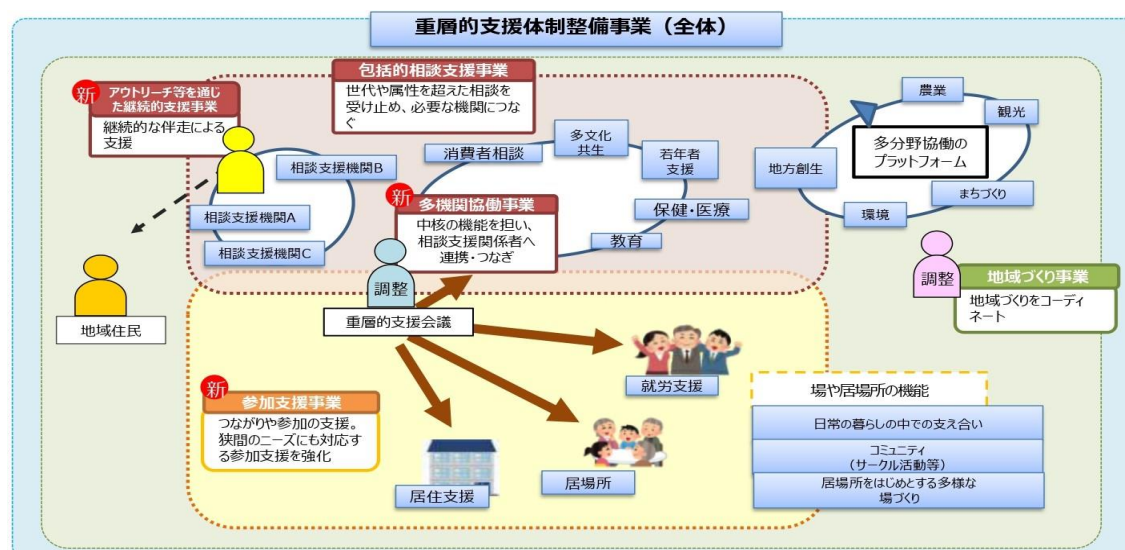 重層的支援体制整備事業（全体）
新
アウトリーチ等を通じ
た継続的支援事業
継続的な伴走による
支援
包括的相談支援事業
世代や属性を超えた相談を
受け止め、必要な機関につな
ぐ
相談支援機関B
相談支援機関A
相談支援機関C
消費者相談
多文化
共生
若年者
支援
保健・医療
教育
新
多機関協働事業
中核の機能を担い、
相談支援関係者へ
連携・つなぎ
調整
重層的支援会議
農業
観光
多分野協働の
プラットフォーム
地方創生
まちづくり
環境
調整
地域づくり事業
地域づくりをコーディ
ネート
地域住民
新
参加支援事業
つながりや参加の支援。
狭間のニーズにも対応す
る参加支援を強化
就労支援
居場所
居住支援
場や居場所の機能
日常の暮らしの中での支え合い
コミュニティ
（サークル活動等）
居場所をはじめとする多様な
場づくり